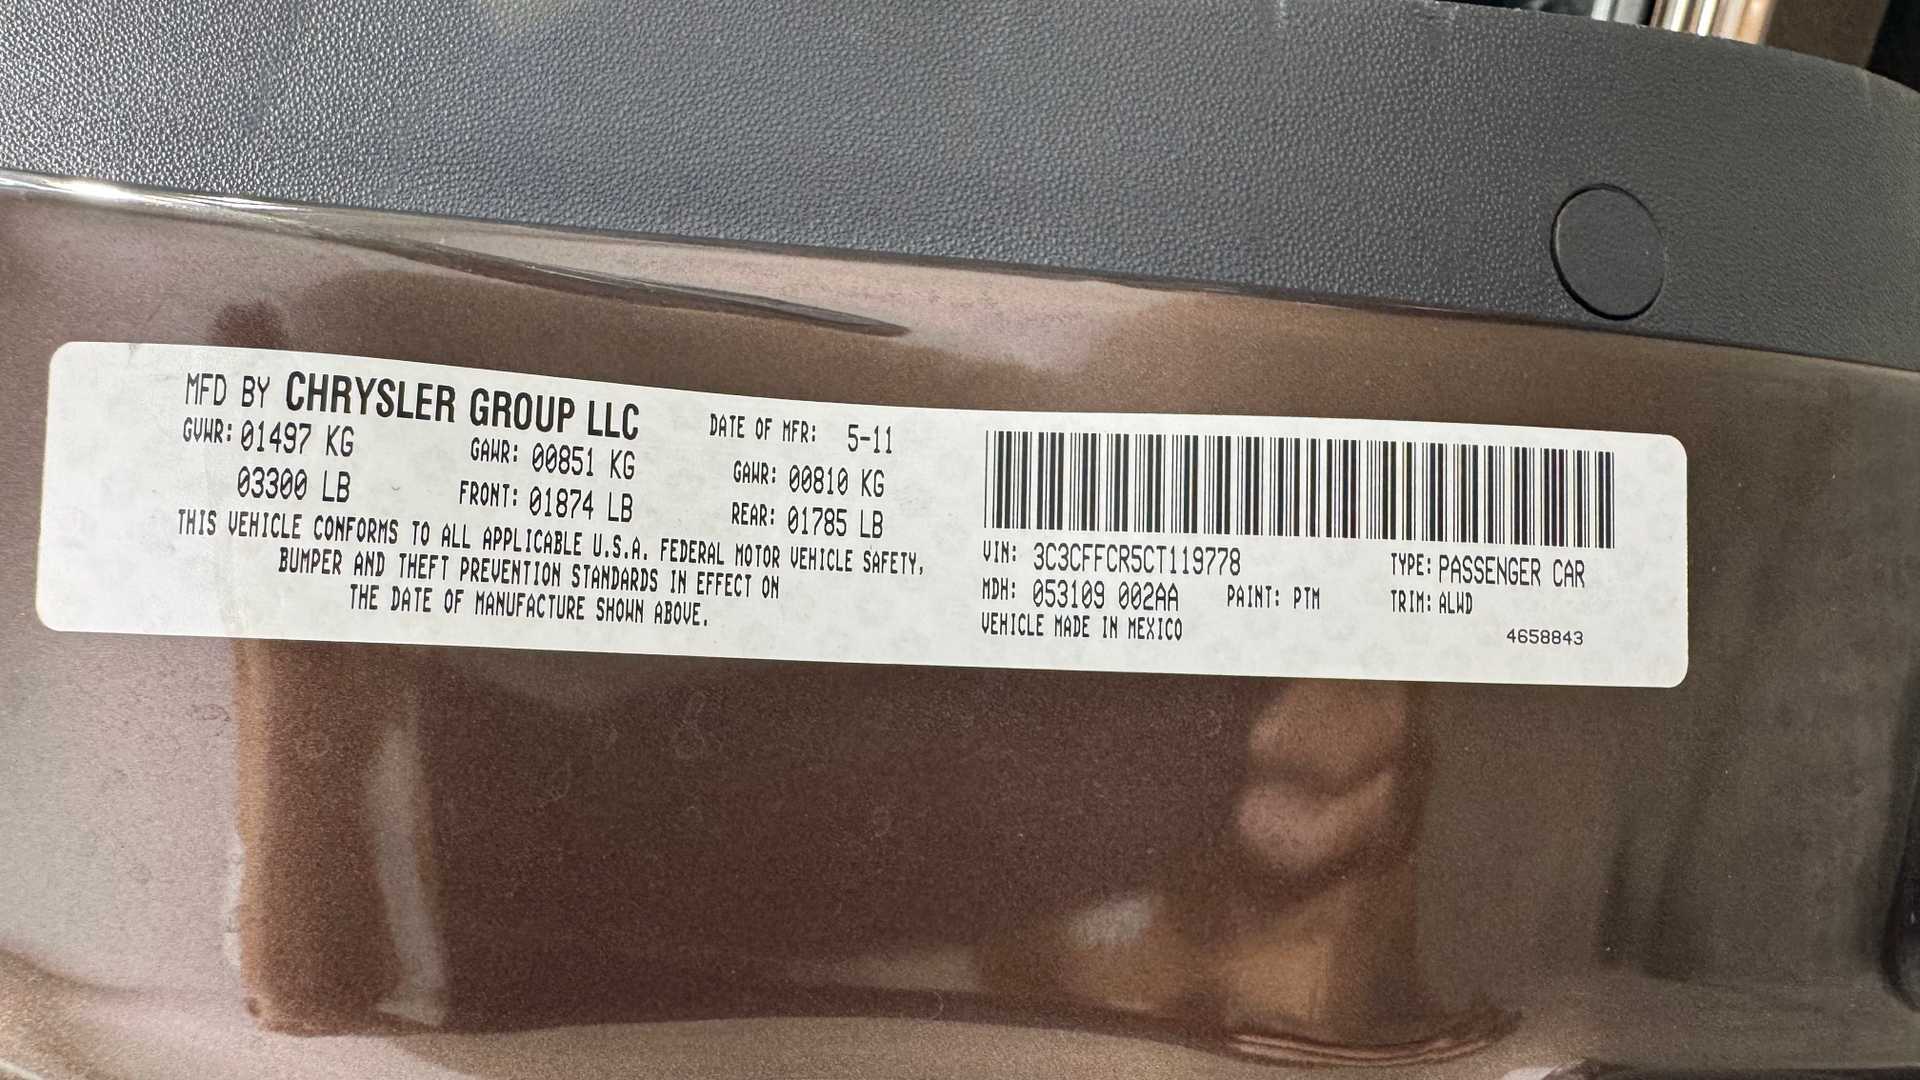 MFD BY CHRYSLER GROUP LLC DATE OF MFR: 5-11
GVWR: 01497 KG GAWR: 00851 KG GAWR: 00810 KG
03300 LB FRONT: 01874 LB REAR: 01785 LB
THIS VEHICLE CONFORMS TO ALL APPLICABLE U.S.A. FEDERAL MOTOR VEHICLE SAFETY,
BUMPER AND THEFT PREVENTION STANDARDS IN EFFECT ON
THE DATE OF MANUFACTURE SHOWN ABOVE.
VIN: 3C3CFFCR5CT119778 TYPE: PASSENGER CAR
MDH: 053109 002AA PAINT: PTM TRIM: ALWD
VEHICLE MADE IN MEXICO 4658843